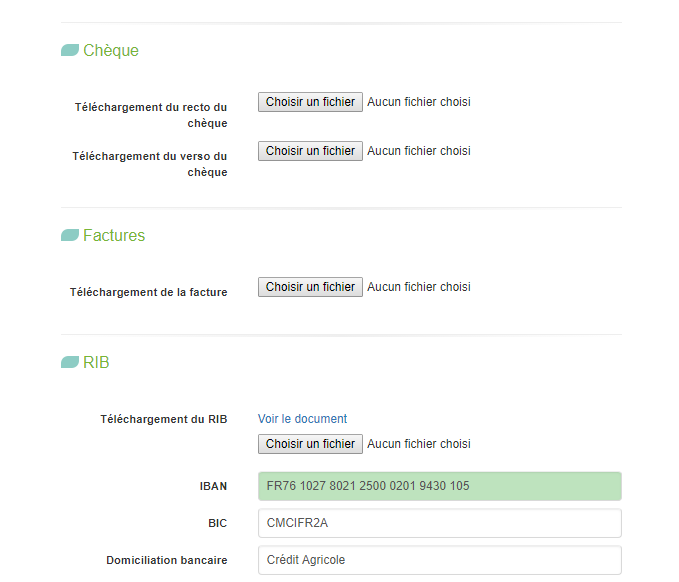 Chèque
Téléchargement du recto du
chèque
Choisir un fichier Aucun fichier choisi
Téléchargement du verso du
chèque
Choisir un fichier Aucun fichier choisi
Factures
Téléchargement de la facture
Choisir un fichier Aucun fichier choisi
RIB
Téléchargement du RIB
Voir le document
Choisir un fichier Aucun fichier choisi
IBAN
FR76 1027 8021 2500 0201 9430 105
BIC
CMCIFR2A
Domiciliation bancaire
Crédit Agricole